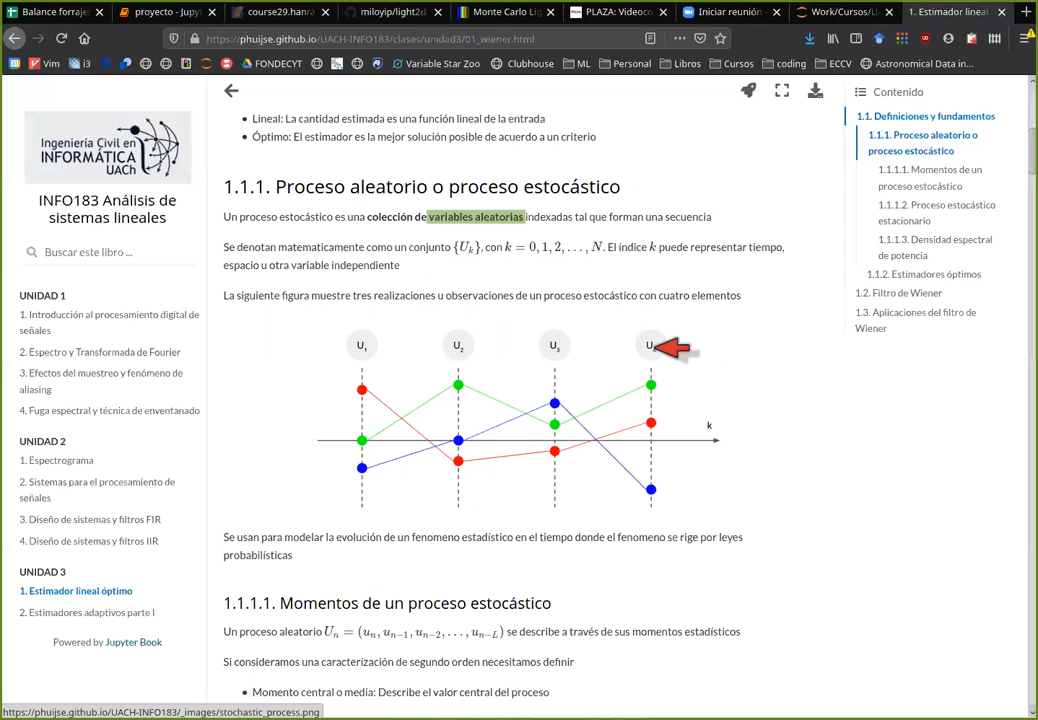 Balance forrajer
proyecto - Jupyt
course29.hanra
miloyip/light2d
Monte Carlo Lig
PLAZA: Videoco
Iniciar reunión
Work/Cursos/U
1. Estimador lineal
https://phuijse.github.io/UACH-INFO183/clases/unidad3/01_wiener.html
Vim
i3
FONDECYT
Variable Star Zoo
Clubhouse
ML
Personal
Libros
Cursos
coding
ECCV
Astronomical Data in...
Ingeniería Civil en
INFORMÁTICA
UACh
INFO183 Análisis de
sistemas lineales
Buscar este libro ...
UNIDAD 1
1. Introducción al procesamiento digital de
señales
2. Espectro y Transformada de Fourier
3. Efectos del muestreo y fenómeno de
aliasing
4. Fuga espectral y técnica de enventanado
UNIDAD 2
1. Espectrograma
2. Sistemas para el procesamiento de
señales
3. Diseño de sistemas y filtros FIR
4. Diseño de sistemas y filtros IIR
UNIDAD 3
1. Estimador lineal óptimo
2. Estimadores adaptivos parte I
Powered by Jupyter Book
Lineal: La cantidad estimada es una función lineal de la entrada
Óptimo: El estimador es la mejor solución posible de acuerdo a un criterio
1.1.1. Proceso aleatorio o proceso estocástico
Un proceso estocástico es una colección de variables aleatorias indexadas tal que forman una secuencia
Se denotan matematicamente como un conjunto {Uk}, con k = 0, 1, 2, . . . , N. El índice k puede representar tiempo,
espacio u otra variable independiente
La siguiente figura muestre tres realizaciones u observaciones de un proceso estocástico con cuatro elementos
U1 U2 U3 U
k
Se usan para modelar la evolución de un fenomeno estadístico en el tiempo donde el fenomeno se rige por leyes
probabilísticas
1.1.1.1. Momentos de un proceso estocástico
Un proceso aleatorio Un = (un, un−1, un−2, . . . , un−L) se describe a través de sus momentos estadísticos
Si consideramos una caracterización de segundo orden necesitamos definir
Momento central o media: Describe el valor central del proceso
Contenido
1.1. Definiciones y fundamentos
1.1.1. Proceso aleatorio o
proceso estocástico
1.1.1.1. Momentos de un
proceso estocástico
1.1.1.2. Proceso estocástico
estacionario
1.1.1.3. Densidad espectral
de potencia
1.1.2. Estimadores óptimos
1.2. Filtro de Wiener
1.3. Aplicaciones del filtro de
Wiener
phuijse.github.io/UACH-INFO183/_images/stochastic_process.png